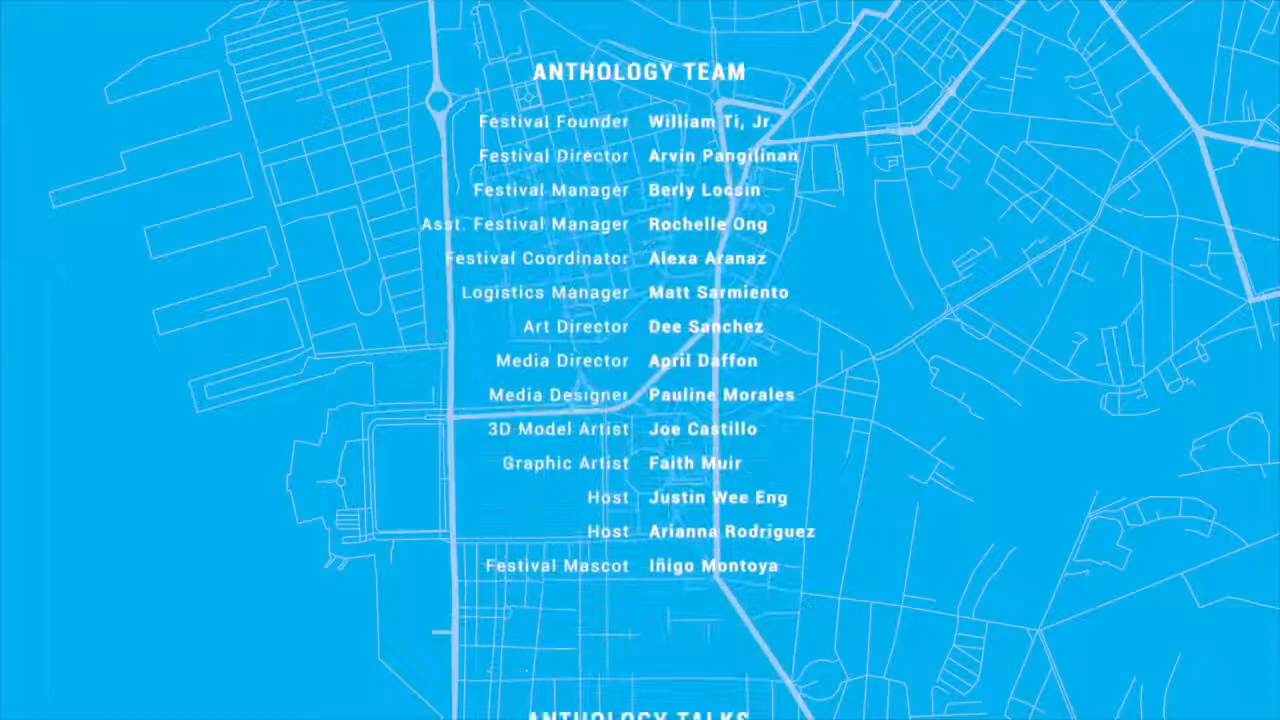 ANTHOLOGY TEAM
Festival Founder William Ti, Jr.
Festival Director Arvin Pangilinan
Festival Manager Berly Locsin
Asst. Festival Manager Rochelle Ong
Festival Coordinator Alexa Aranaz
Logistics Manager Matt Sarmiento
Art Director Dee Sanchez
Media Director April Daffon
Media Designer Pauline Morales
3D Model Artist Joe Castillo
Graphic Artist Faith Muir
Host Justin Wee Eng
Host Arianna Rodriguez
Festival Mascot Iñigo Montoya
ANTHOLOGY TALKS